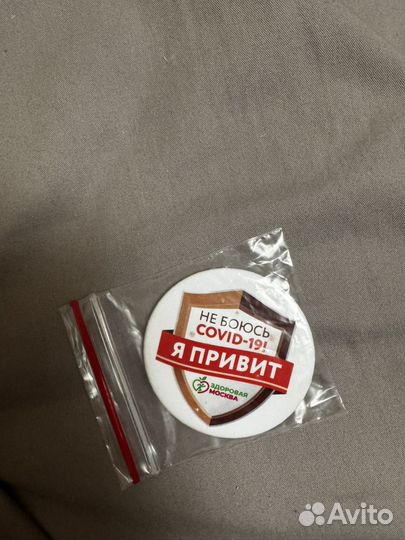 НЕ БОЮСЬ
COVID-19!
Я ПРИВИТ
ЗДОРОВАЯ
МОСКВА
Avito